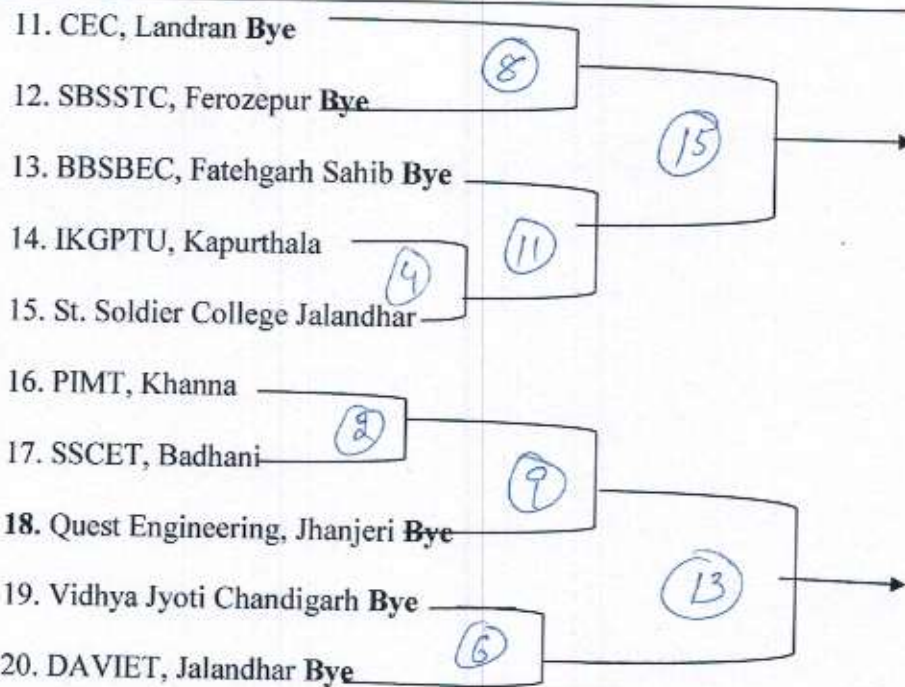 11. CEC, Landran Bye
8
12. SBSSTC, Ferozepur Bye
15
13. BBSBEC, Fatehgarh Sahib Bye
11
14. IKGPTU, Kapurthala
4
15. St. Soldier College Jalandhar
16. PIMT, Khanna
2
17. SSCET, Badhani
9
18. Quest Engineering, Jhanjeri Bye
13
19. Vidhya Jyoti Chandigarh Bye
6
20. DAVIET, Jalandhar Bye